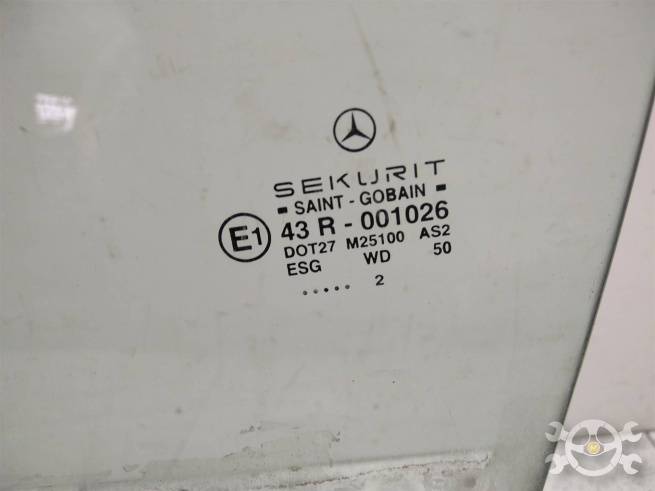 SEKURIT
SAINT - GOBAIN
E1 43 R - 001026
DOT27 M25100 AS2
ESG WD 50
..... 2